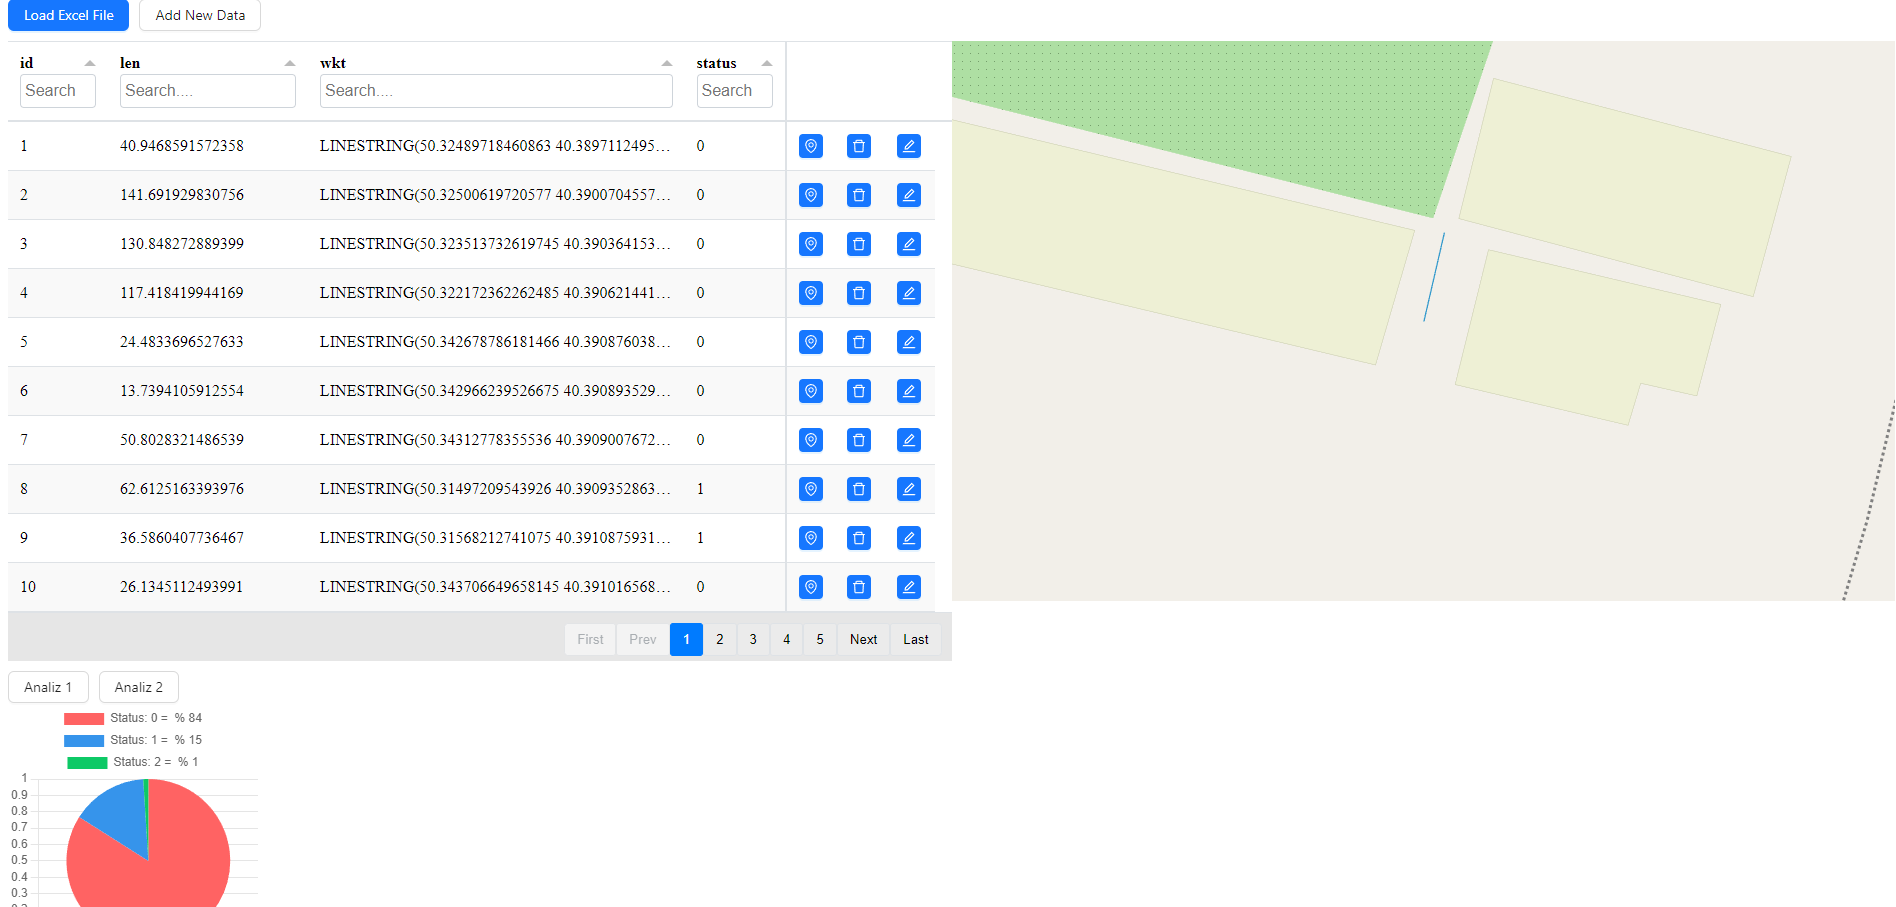 Load Excel File Add New Data
id len wkt status
Search Search.... Search.... Search
1 40.9468591572358 LINESTRING(50.32489718460863 40.3897112495... 0
2 141.691929830756 LINESTRING(50.32500619720577 40.3900704557... 0
3 130.848272889399 LINESTRING(50.323513732619745 40.390364153... 0
4 117.418419944169 LINESTRING(50.322172362262485 40.390621441... 0
5 24.4833696527633 LINESTRING(50.342678786181466 40.390876038... 0
6 13.7394105912554 LINESTRING(50.342966239526675 40.390893529... 0
7 50.8028321486539 LINESTRING(50.34312778355536 40.3909007672... 0
8 62.6125163393976 LINESTRING(50.31497209543926 40.3909352863... 1
9 36.5860407736467 LINESTRING(50.31568212741075 40.3910875931... 1
10 26.1345112493991 LINESTRING(50.343706649658145 40.391016568... 0
First Prev 1 2 3 4 5 Next Last
Analiz 1 Analiz 2
Status: 0 = % 84
Status: 1 = % 15
Status: 2 = % 1
1
0.9
0.8
0.7
0.6
0.5
0.4
0.3